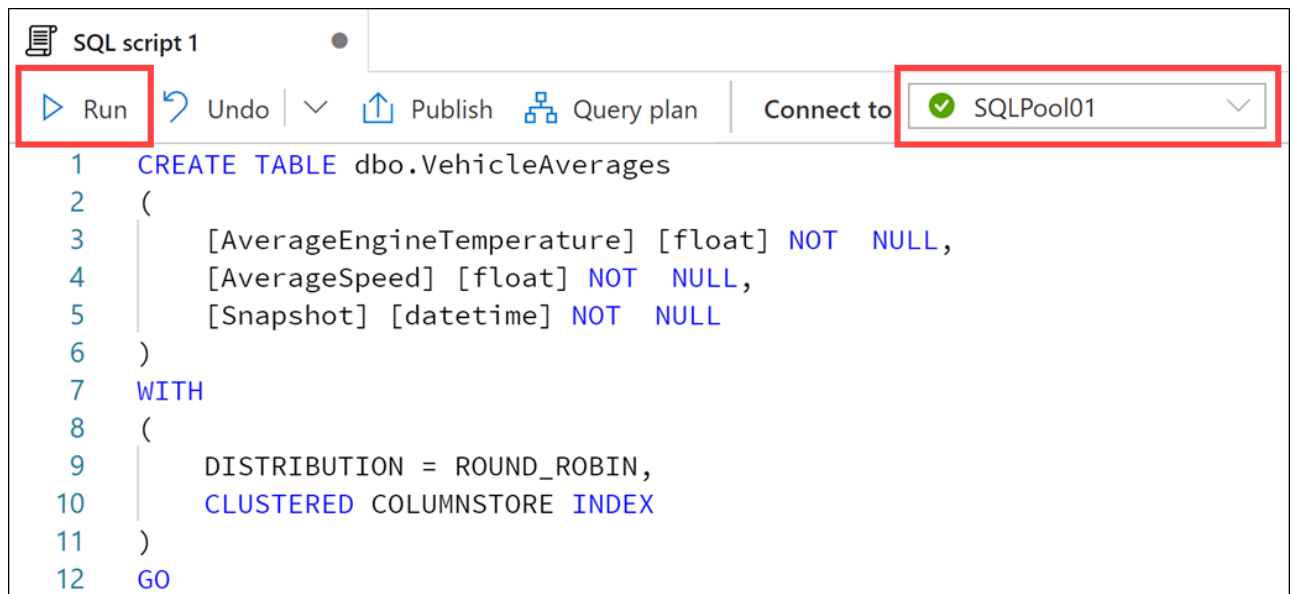 SQL script 1
Run Undo Publish Query plan Connect to SQLPool01
1 CREATE TABLE dbo.VehicleAverages
2 (
3 [AverageEngineTemperature] [float] NOT  NULL,
4 [AverageSpeed] [float] NOT  NULL,
5 [Snapshot] [datetime] NOT  NULL
6 )
7 WITH
8 (
9 DISTRIBUTION = ROUND_ROBIN,
10 CLUSTERED COLUMNSTORE INDEX
11 )
12 GO